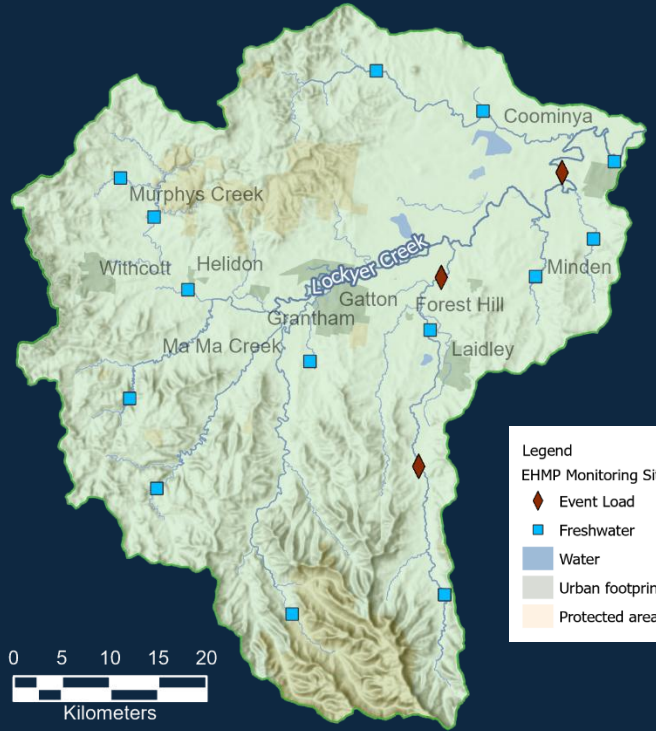 Coominya
Murphys Creek
Lockyer Creek
Withcott
Helidon
Minden
Gatton
Forest Hill
Grantham
Ma Ma Creek
Laidley
Legend
EHMP Monitoring Sit
Event Load
Freshwater
Water
Urban footprin
Protected area
0 5 10 15 20
Kilometers